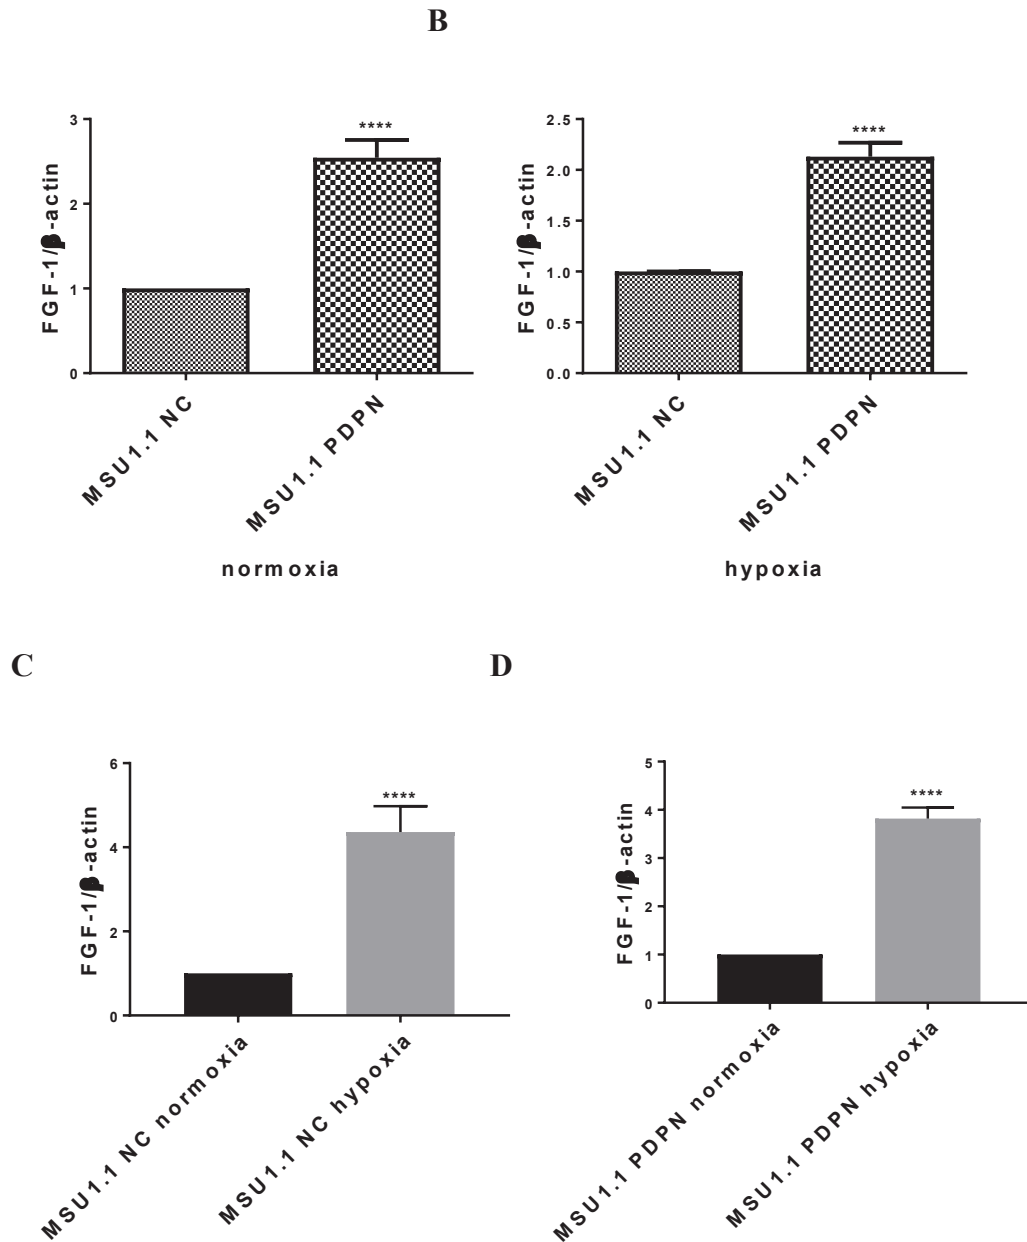 B
3
2
1
0
FGF-1/β-actin
****
MSU1.1 NC
MSU1.1 PDPN
normoxia
2.5
2.0
1.5
1.0
0.5
0.0
FGF-1/β-actin
****
MSU1.1 NC
MSU1.1 PDPN
hypoxia
C
6
4
2
0
FGF-1/β-actin
****
MSU1.1 NC normoxia
MSU1.1 NC hypoxia
D
5
4
3
2
1
0
FGF-1/β-actin
****
MSU1.1 PDPN normoxia
MSU1.1 PDPN hypoxia